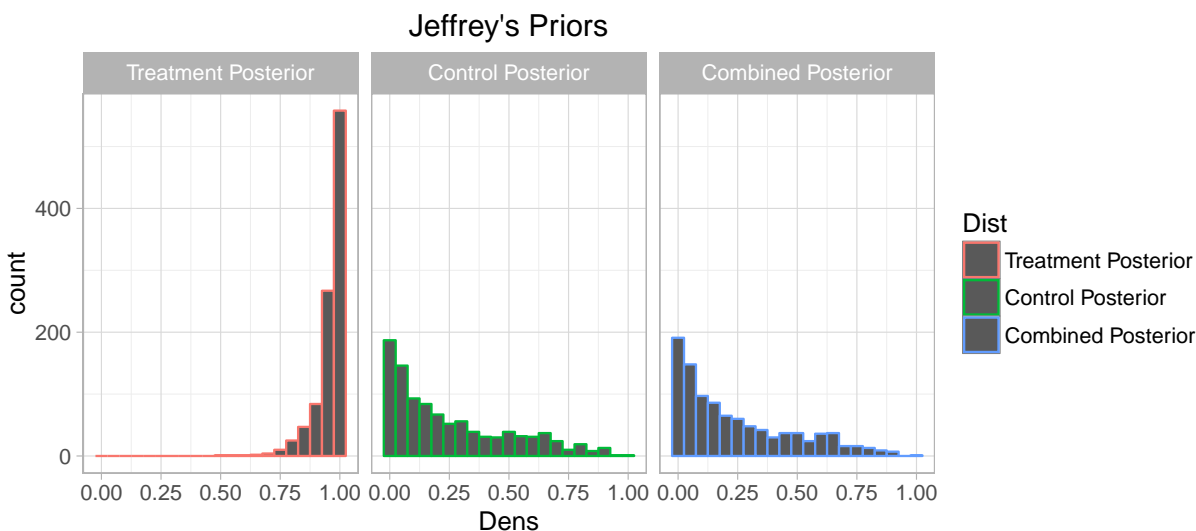 Jeffrey's Priors
Treatment Posterior Control Posterior Combined Posterior
count
400
200
0
0.00 0.25 0.50 0.75 1.00 0.00 0.25 0.50 0.75 1.00 0.00 0.25 0.50 0.75 1.00
Dens
Dist
Treatment Posterior
Control Posterior
Combined Posterior